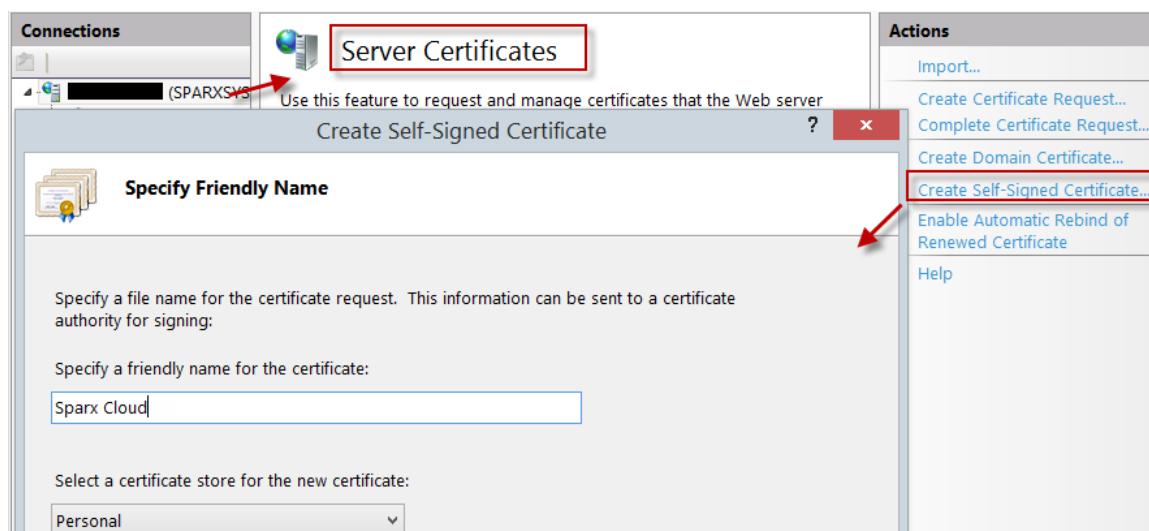 Connections
(SPARXSYS
Server Certificates
Use this feature to request and manage certificates that the Web server
Actions
Import...
Create Certificate Request...
Complete Certificate Request...
Create Domain Certificate...
Create Self-Signed Certificate...
Enable Automatic Rebind of
Renewed Certificate
Help
Create Self-Signed Certificate
?
x
Specify Friendly Name
Specify a file name for the certificate request. This information can be sent to a certificate
authority for signing:
Specify a friendly name for the certificate:
Sparx Cloud
Select a certificate store for the new certificate:
Personal